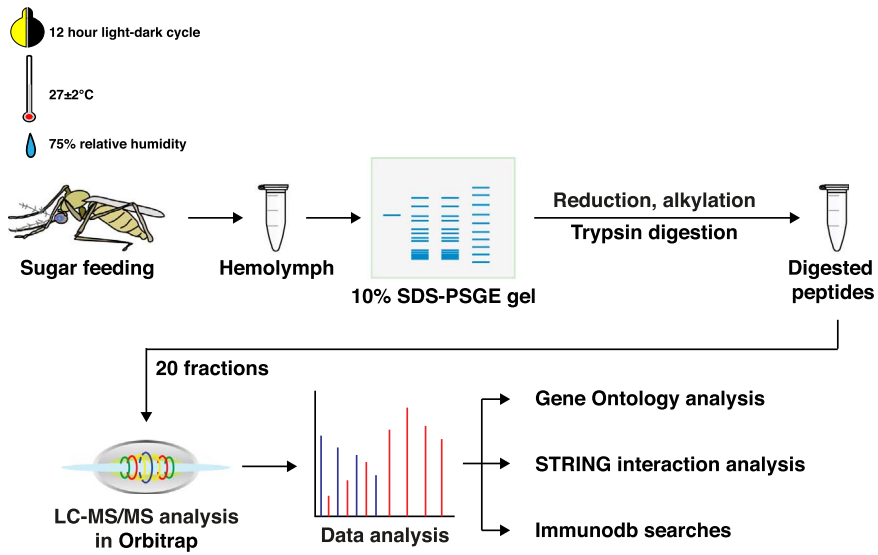 12 hour light-dark cycle
27±2°C
75% relative humidity
Sugar feeding
Hemolymph
10% SDS-PSGE gel
Reduction, alkylation
Trypsin digestion
Digested
peptides
20 fractions
LC-MS/MS analysis
in Orbitrap
Data analysis
Gene Ontology analysis
STRING interaction analysis
Immunodb searches